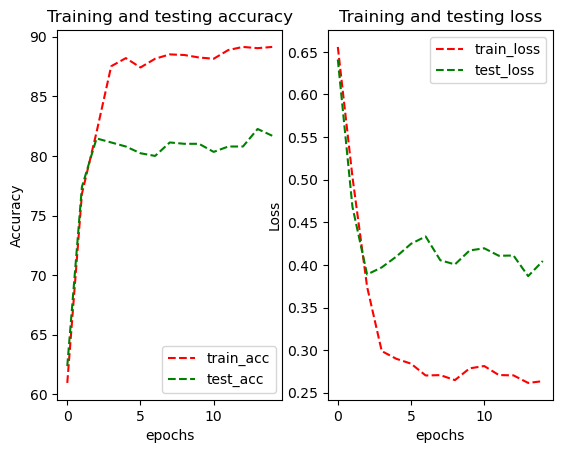 Training and testing accuracy
90
85
80
75
70
65
60
Accuracy
0
5
10
epochs
train_acc
test_acc
Training and testing loss
0.65
0.60
0.55
0.50
0.45
0.40
0.35
0.30
0.25
Loss
0
5
10
epochs
train_loss
test_loss